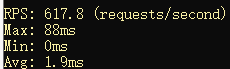 RPS: 617.8 (requests/second)
Max: 88ms
Min: 0ms
Avg: 1.9ms